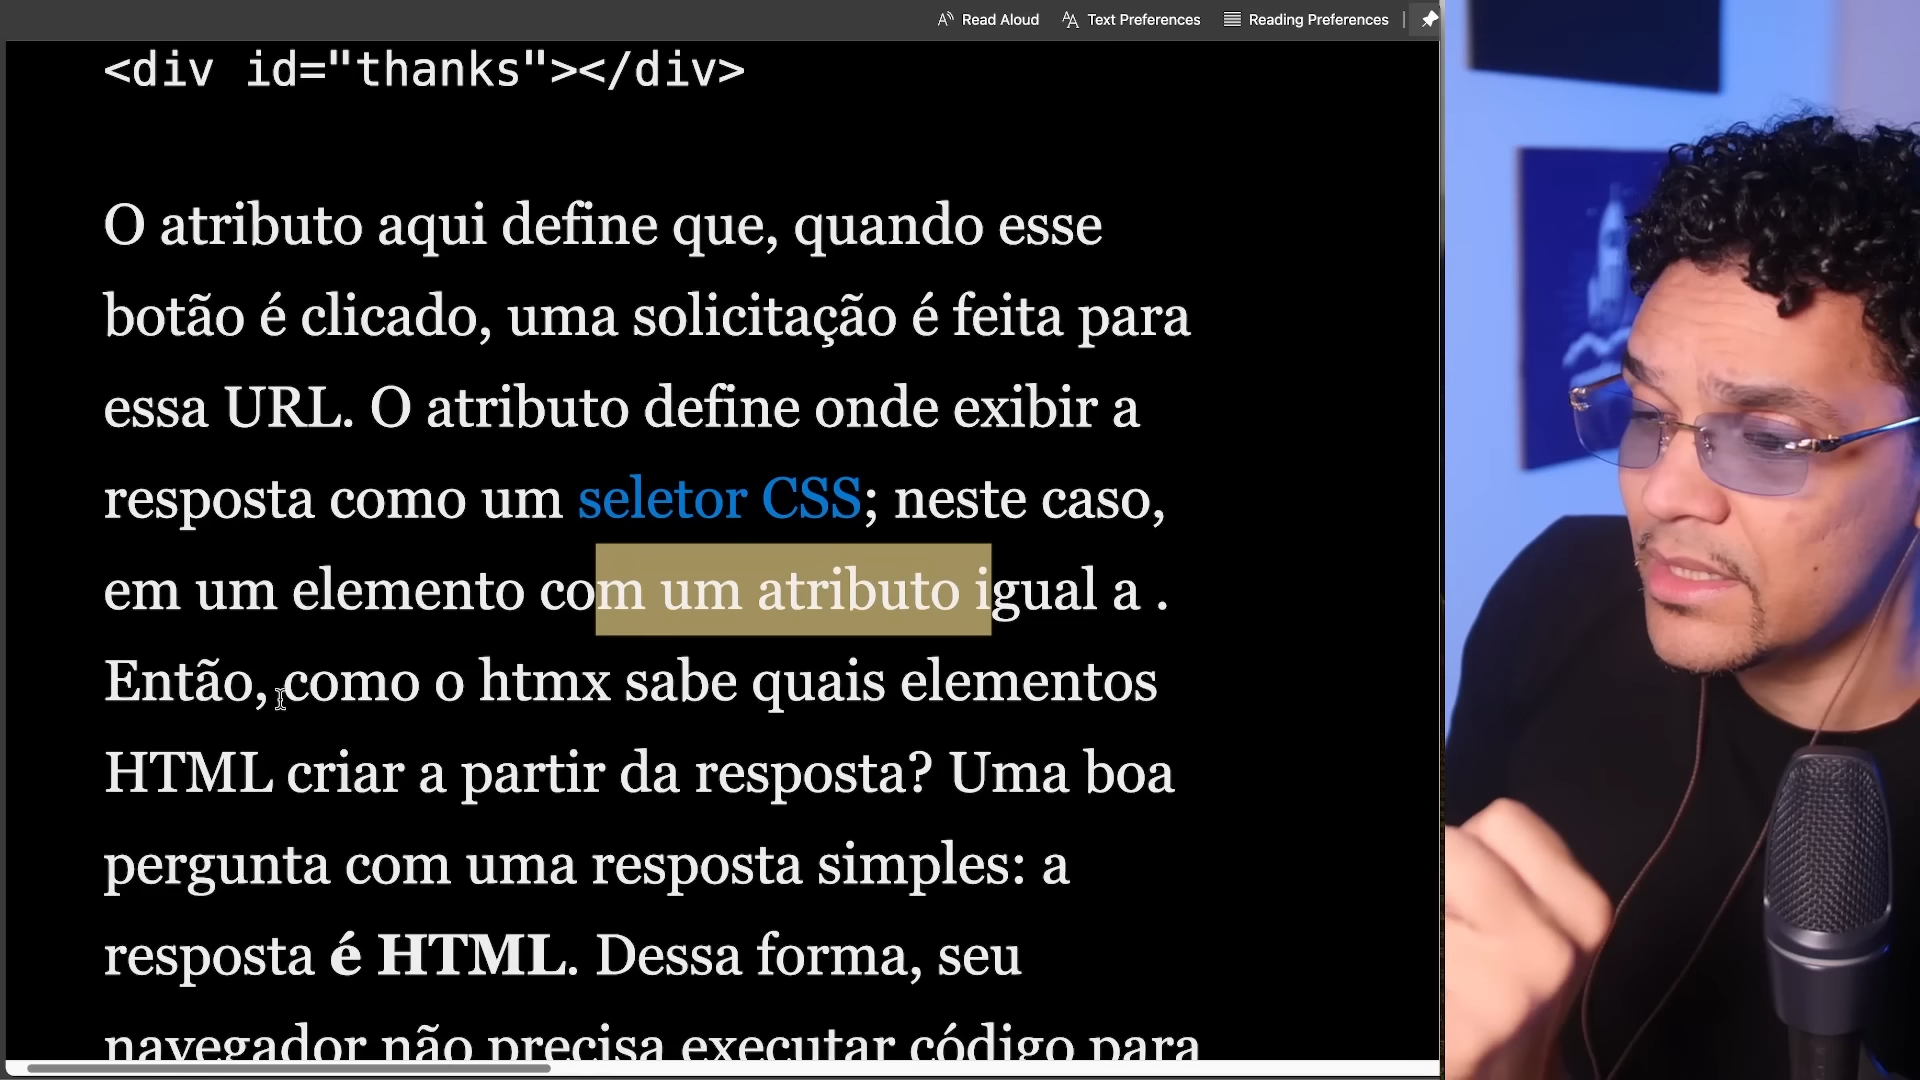 Read Aloud Text Preferences Reading Preferences
<div id="thanks"></div>
O atributo aqui define que, quando esse
botão é clicado, uma solicitação é feita para
essa URL. O atributo define onde exibir a
resposta como um seletor CSS; neste caso,
em um elemento com um atributo igual a .
Então, como o htmx sabe quais elementos
HTML criar a partir da resposta? Uma boa
pergunta com uma resposta simples: a
resposta é HTML. Dessa forma, seu
navegador não precisa executar código para